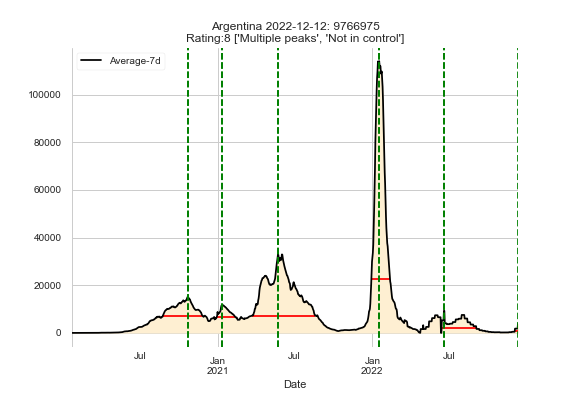 Argentina 2022-12-12: 9766975
Rating:8 ['Multiple peaks', 'Not in control']
Average-7d
100000
80000
60000
40000
20000
0
Jul
Jan
2021
Jul
Jan
2022
Jul
Date